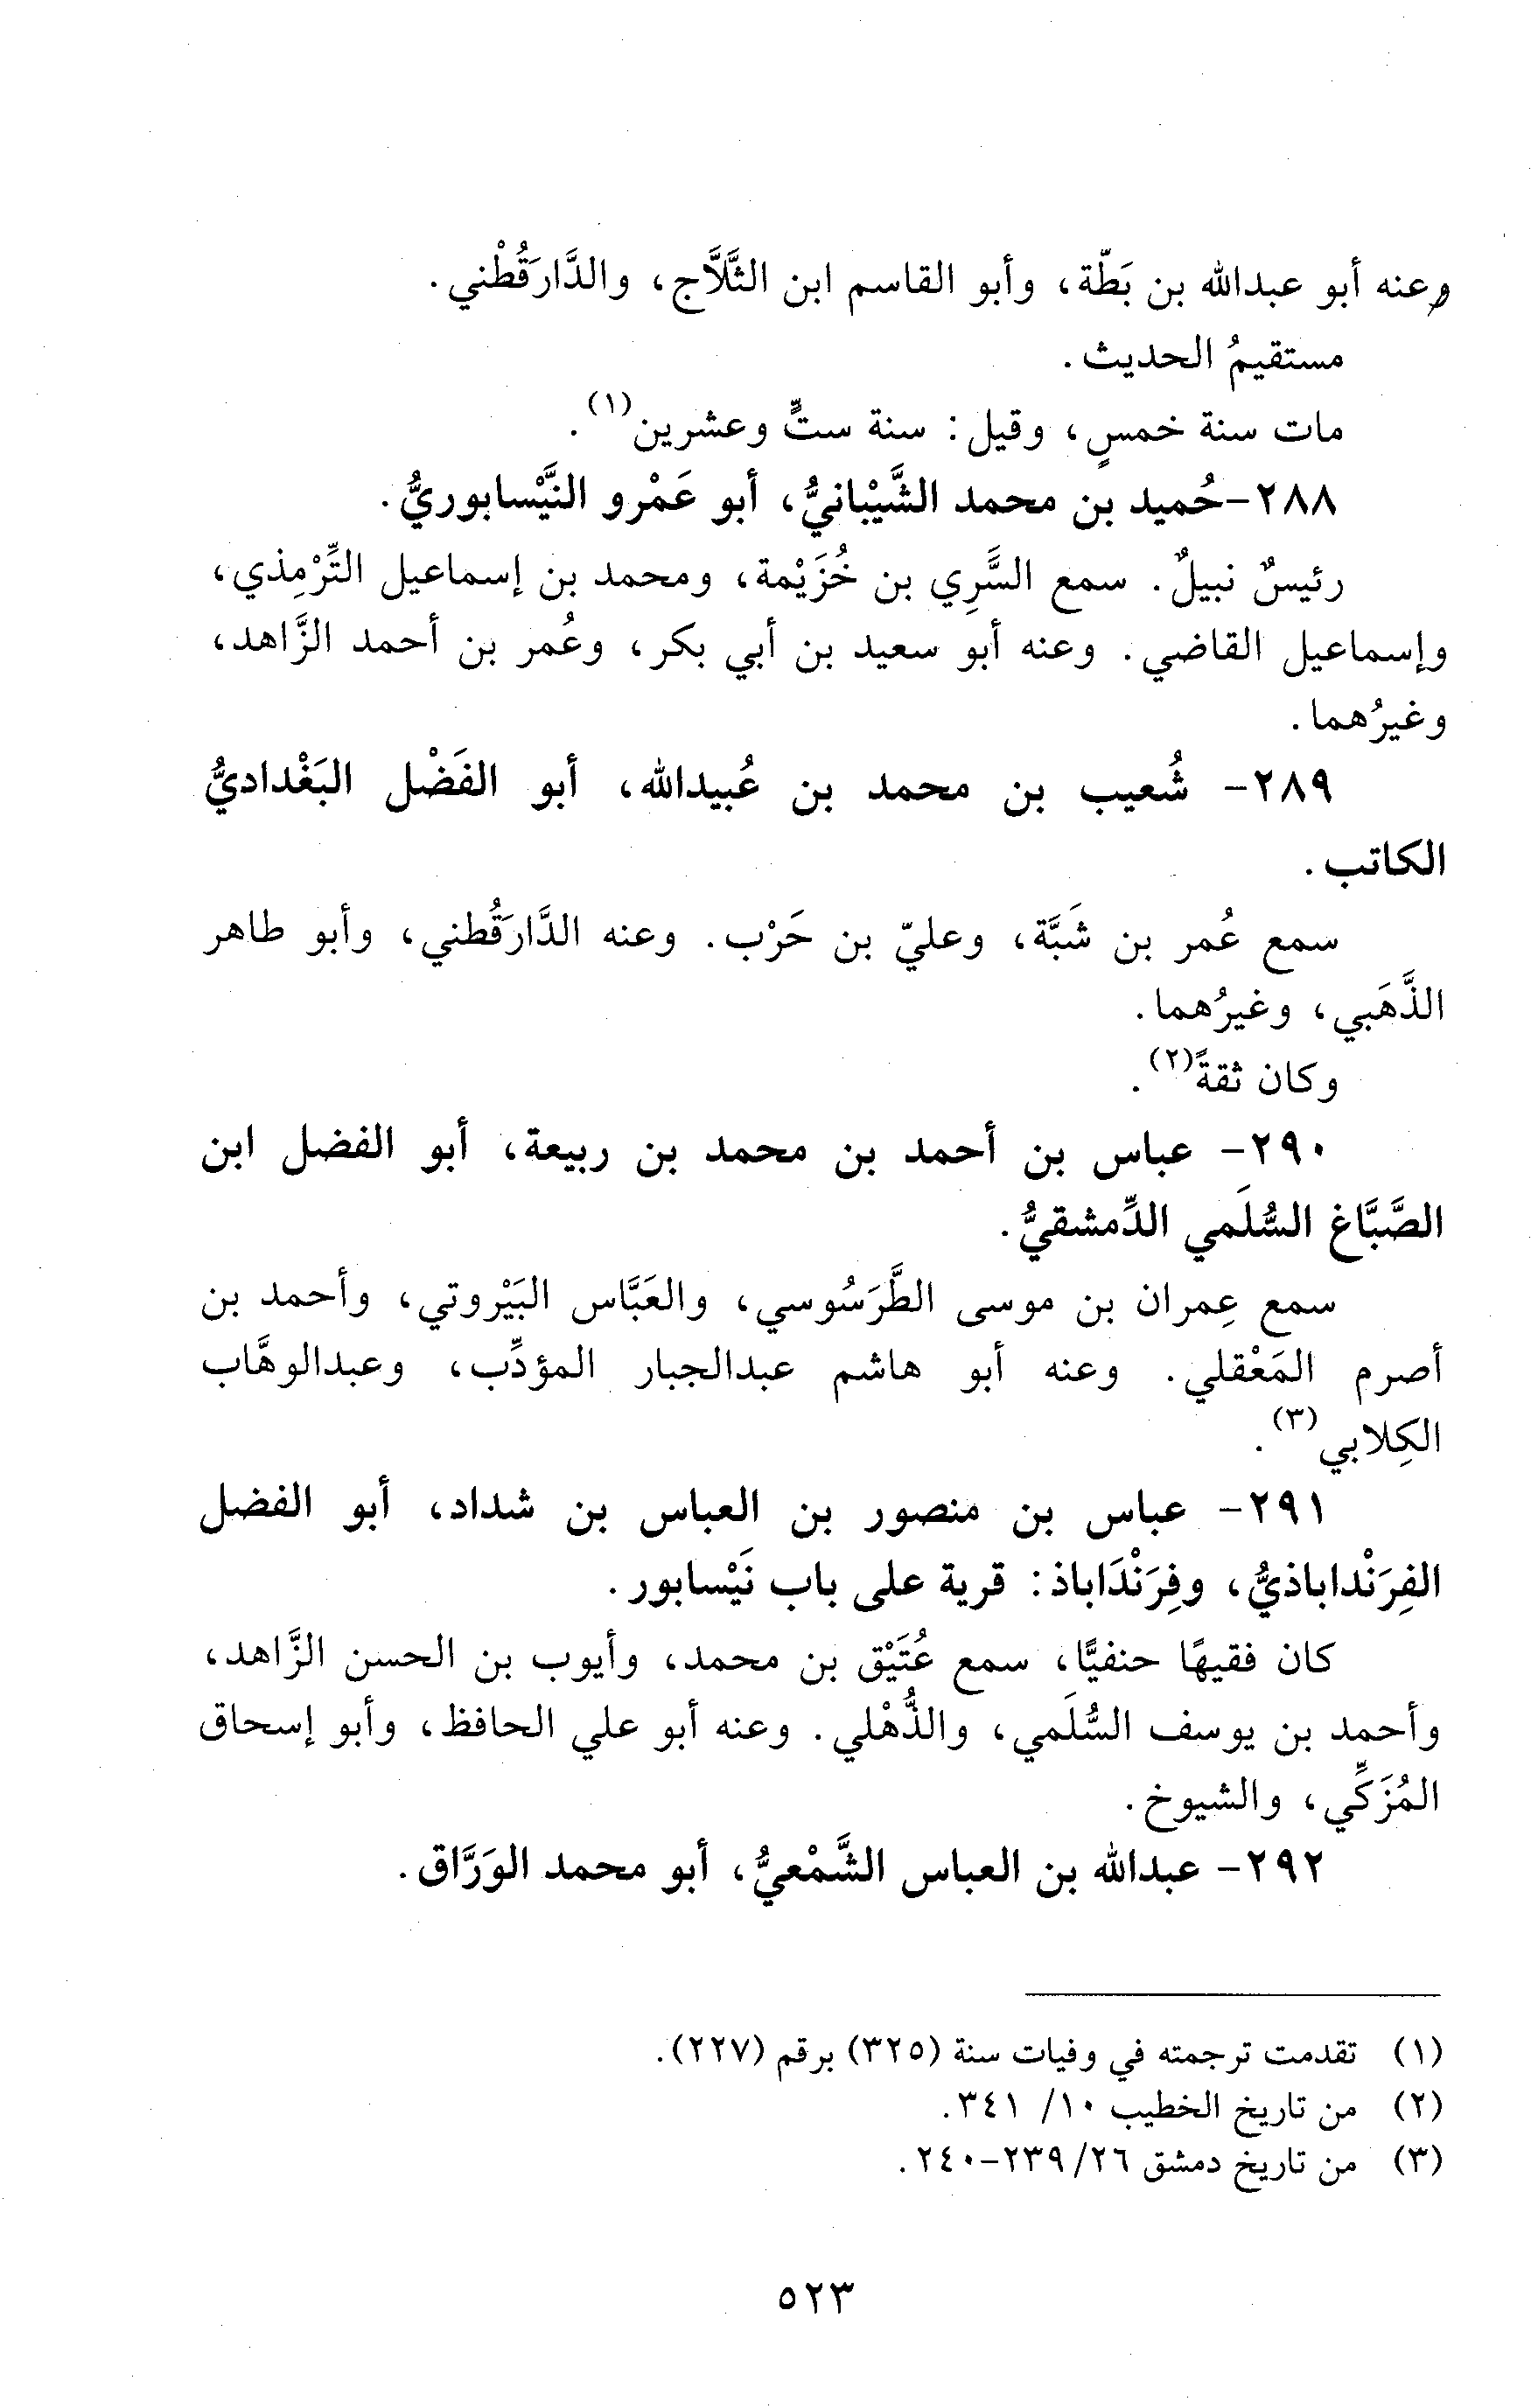 وعنه أبو عبدالله بن بَطّة، وأبو القاسم ابن الثَّلاَّج، والدَّارَقُطْني.
مستقيمُ الحديث.
مات سنة خمسٍ، وقيل: سنة ستٍّ وعشرين(١).
٢٨٨-حُميد بن محمد الشَّيْبانيُّ، أبو عَمْرو النَّيْسابوريُّ.
رئيسٌ نبيلٌ. سمع السَّرِي بن خُزَيْمة، ومحمد بن إسماعيل التِّرْمِذي،
وإسماعيل القاضي. وعنه أبو سعيد بن أبي بكر، وعُمر بن أحمد الزَّاهد،
وغيرُهما.
٢٨٩- شُعيب بن محمد بن عُبيدالله، أبو الفَضْل البَغْداديُّ
الكاتب.
سمع عُمر بن شَبَّة، وعليّ بن حَرْب. وعنه الدَّارَقُطني، وأبو طاهر
الذَّهَبي، وغيرُهما.
وكان ثقةً(٢).
٢٩٠- عباس بن أحمد بن محمد بن ربيعة، أبو الفضل ابن
الصَّبَّاغ السُّلَمي الدِّمشقيُّ.
سمع عِمران بن موسى الطَّرَسُوسي، والعَبَّاس البَيْروتي، وأحمد بن
أصرم المَعْقلي. وعنه أبو هاشم عبدالجبار المؤدِّب، وعبدالوهَّاب
الكِلابي(٣).
٢٩١- عباس بن منصور بن العباس بن شداد، أبو الفضل
الفِرَنْداباذيُّ، وفِرَنْدَاباذ: قرية على باب نَيْسابور.
كان فقيهًا حنفيًّا، سمع عُتَيْق بن محمد، وأيوب بن الحسن الزَّاهد،
وأحمد بن يوسف السُّلَمي، والذُّهْلي. وعنه أبو علي الحافظ، وأبو إسحاق
المُزَكِّي، والشيوخ.
٢٩٢- عبدالله بن العباس الشَّمْعيُّ، أبو محمد الوَرَّاق.
(١) تقدمت ترجمته في وفيات سنة (٣٢٥) برقم (٢٢٧).
(٢) من تاريخ الخطيب ١٠/ ٣٤١.
(٣) من تاريخ دمشق ٢٦/ ٢٣٩-٢٤٠.
٥٢٣